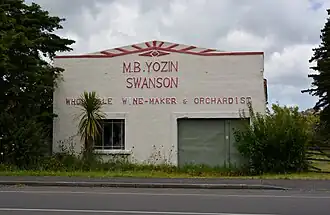 M.B. YOZIN
SWANSON
WHOLESALE WINE-MAKER & ORCHARDIST